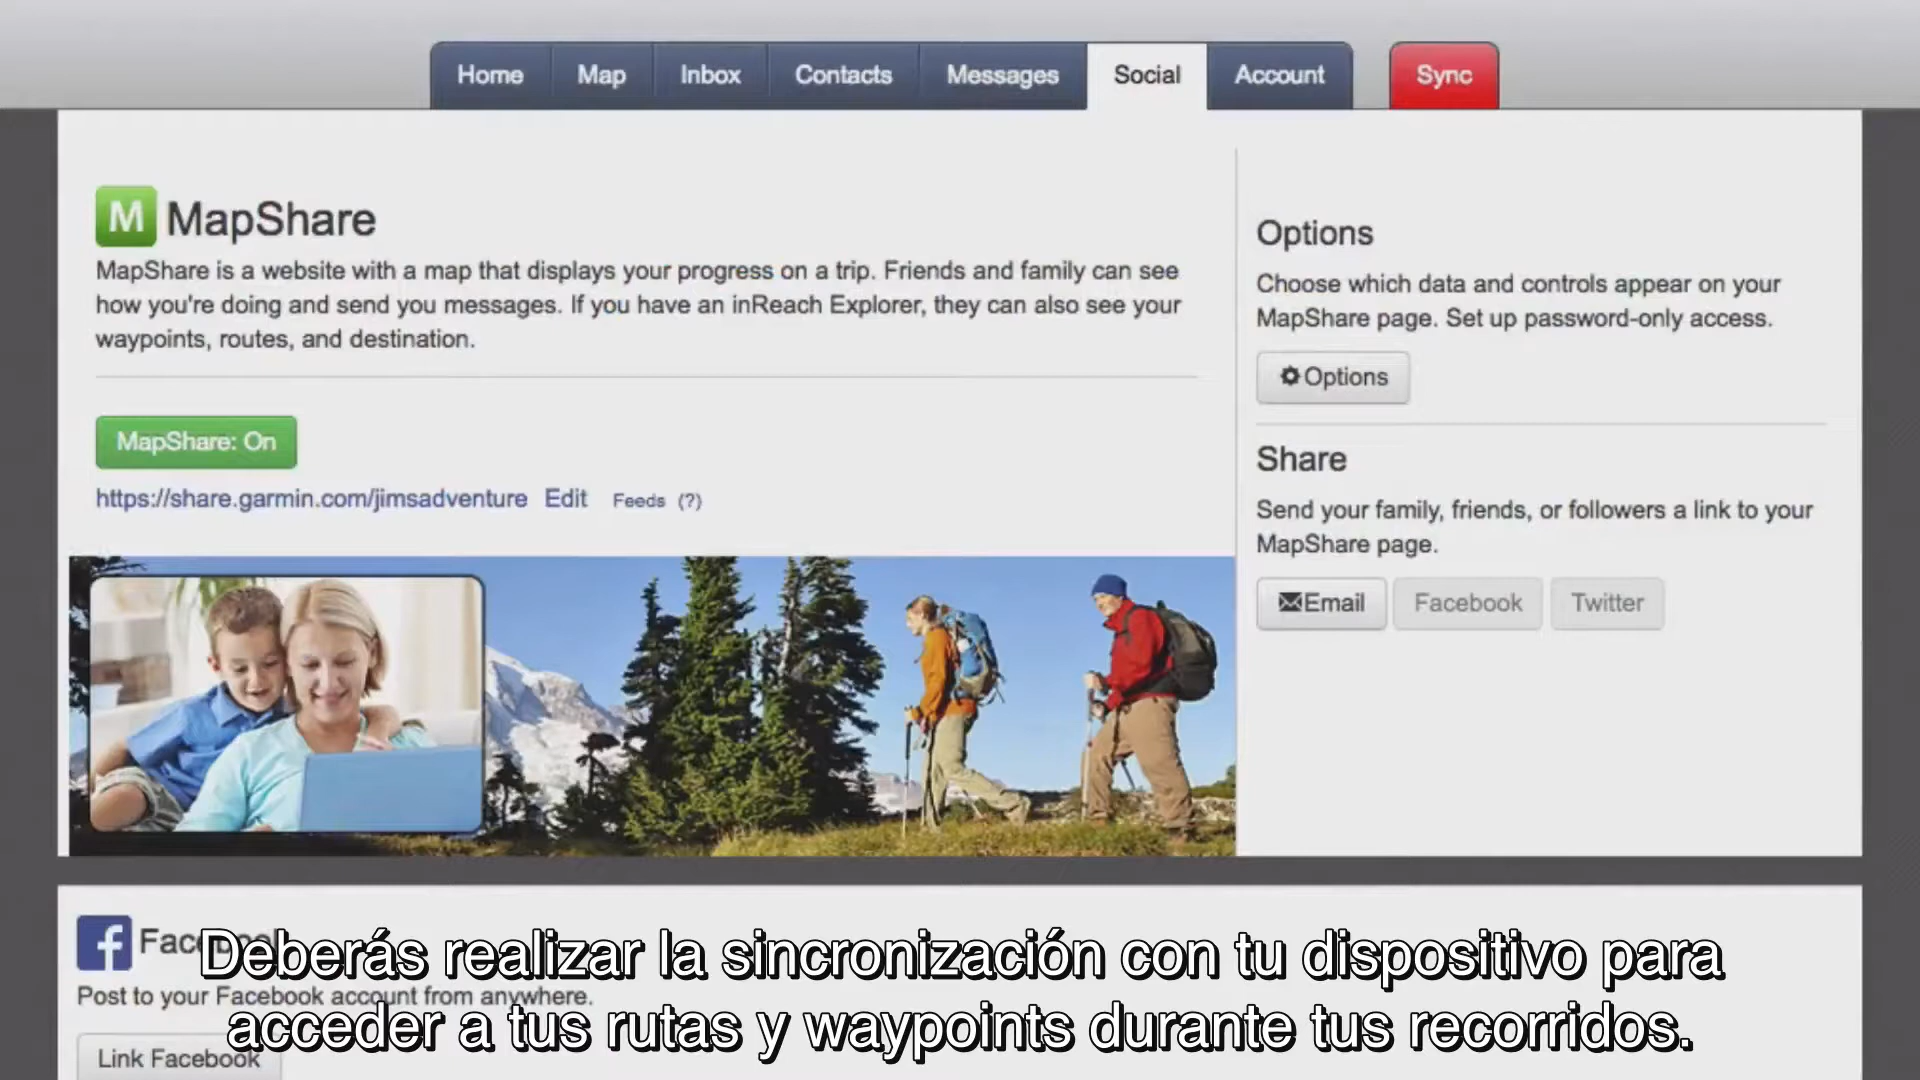 Home Map Inbox Contacts Messages Social Account Sync
M MapShare
MapShare is a website with a map that displays your progress on a trip. Friends and family can see
how you're doing and send you messages. If you have an inReach Explorer, they can also see your
waypoints, routes, and destination.
MapShare: On
https://share.garmin.com/jimsadventure Edit Feeds (?)
Options
Choose which data and controls appear on your
MapShare page. Set up password-only access.
Options
Share
Send your family, friends, or followers a link to your
MapShare page.
Email Facebook Twitter
f
Post to your Facebook account from anywhere.
Link Facebook
Deberás realizar la sincronización con tu dispositivo para
acceder a tus rutas y waypoints durante tus recorridos.